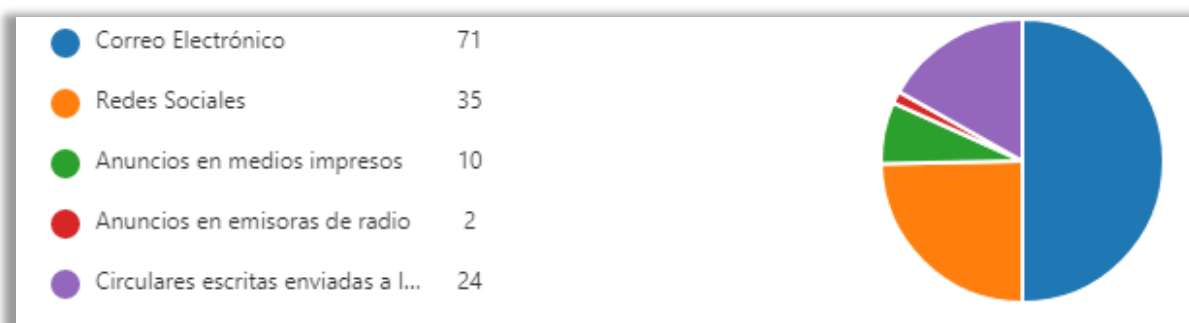 Correo Electrónico 71
Redes Sociales 35
Anuncios en medios impresos 10
Anuncios en emisoras de radio 2
Circulares escritas enviadas a l... 24